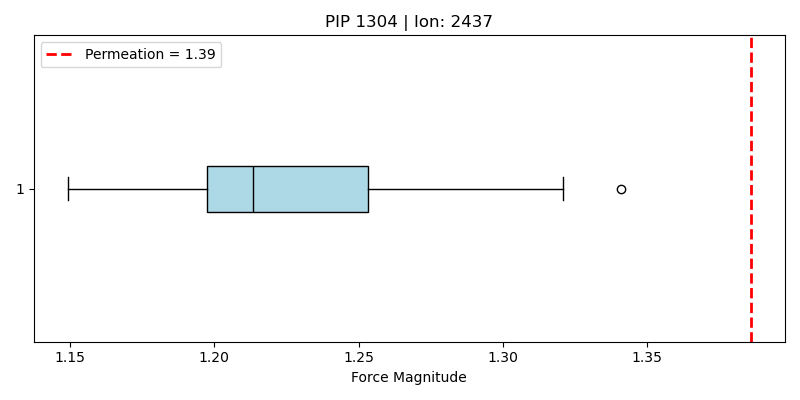 PIP 1304 | Ion: 2437
Permeation = 1.39
1
1.15 1.20 1.25 1.30 1.35
Force Magnitude